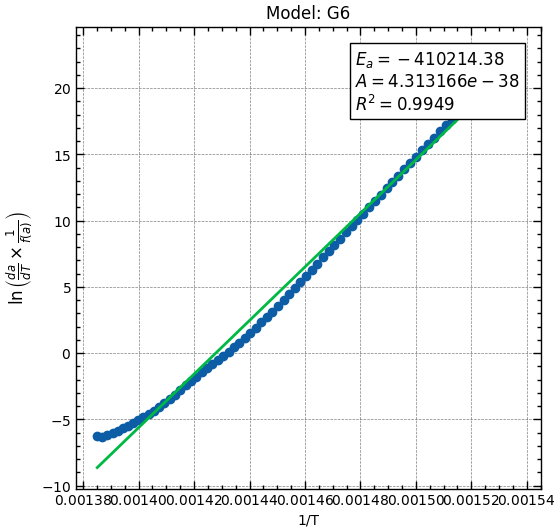 Model: G6
E_a = −410214.38
A = 4.313166e − 38
R² = 0.9949
20
15
10
5
0
−5
−10
ln (da/dT × 1/f(a))
0.00138 0.00140 0.00142 0.00144 0.00146 0.00148 0.00150 0.00152 0.00154
1/T